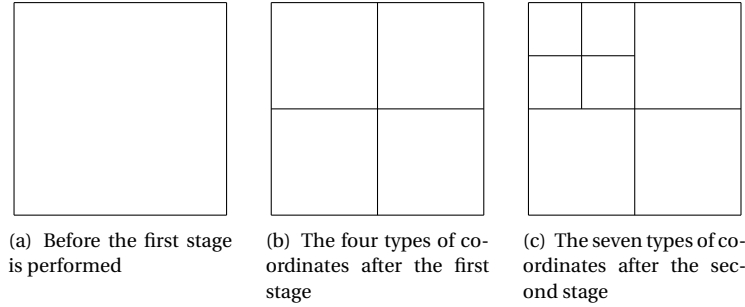 (a) Before the first stage
is performed
(b) The four types of co-
ordinates after the first
stage
(c) The seven types of co-
ordinates after the sec-
ond stage